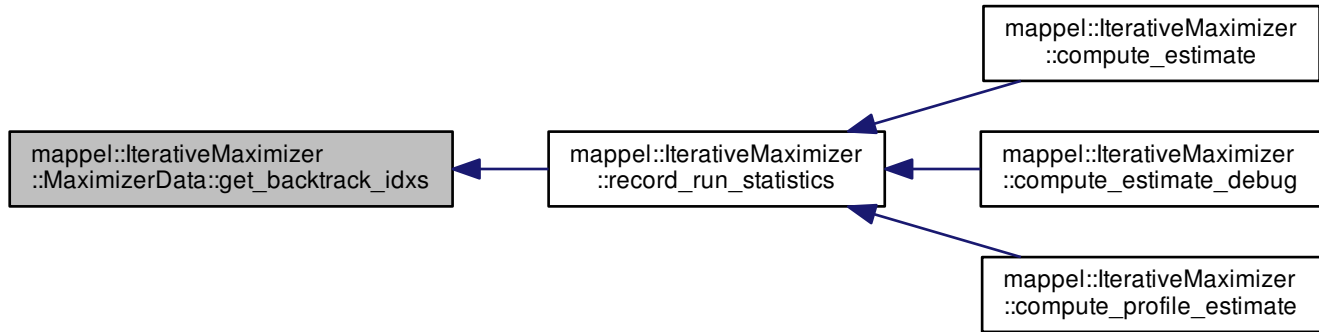 mappel::IterativeMaximizer
::MaximizerData::get_backtrack_idxs
mappel::IterativeMaximizer
::record_run_statistics
mappel::IterativeMaximizer
::compute_estimate
mappel::IterativeMaximizer
::compute_estimate_debug
mappel::IterativeMaximizer
::compute_profile_estimate